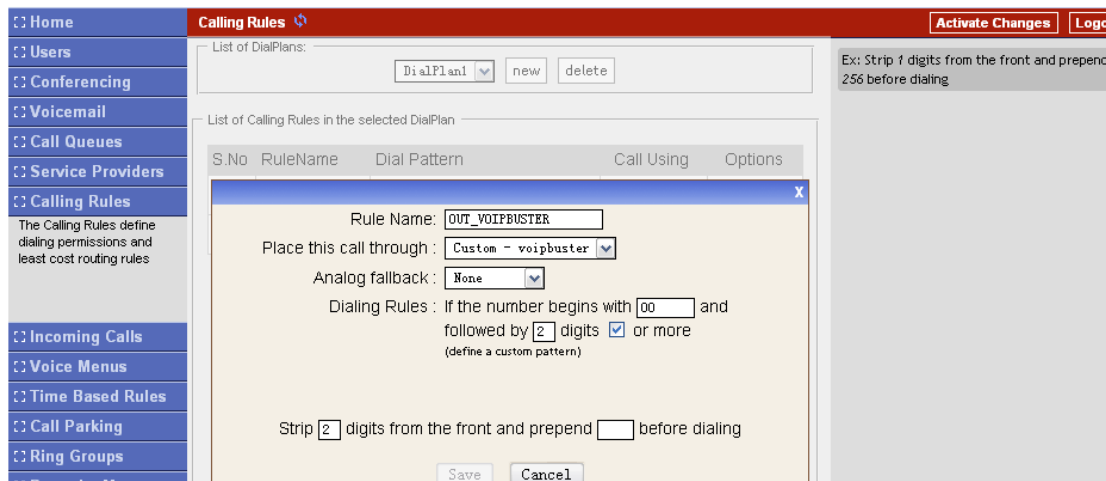 Home
Users
Conferencing
Voicemail
Call Queues
Service Providers
Calling Rules
The Calling Rules define
dialing permissions and
least cost routing rules
Incoming Calls
Voice Menus
Time Based Rules
Call Parking
Ring Groups
Calling Rules
Activate Changes
Logo
List of DialPlans:
DialPlan1
new
delete
List of Calling Rules in the selected DialPlan
S.No RuleName Dial Pattern Call Using Options
X
Rule Name: OUT_VOIPBUSTER
Place this call through : Custom - voipbuster
Analog fallback : None
Dialing Rules : If the number begins with 00 and
followed by 2 digits or more
(define a custom pattern)
Strip 2 digits from the front and prepend before dialing
Save Cancel
Ex: Strip 1 digits from the front and prepend
256 before dialing